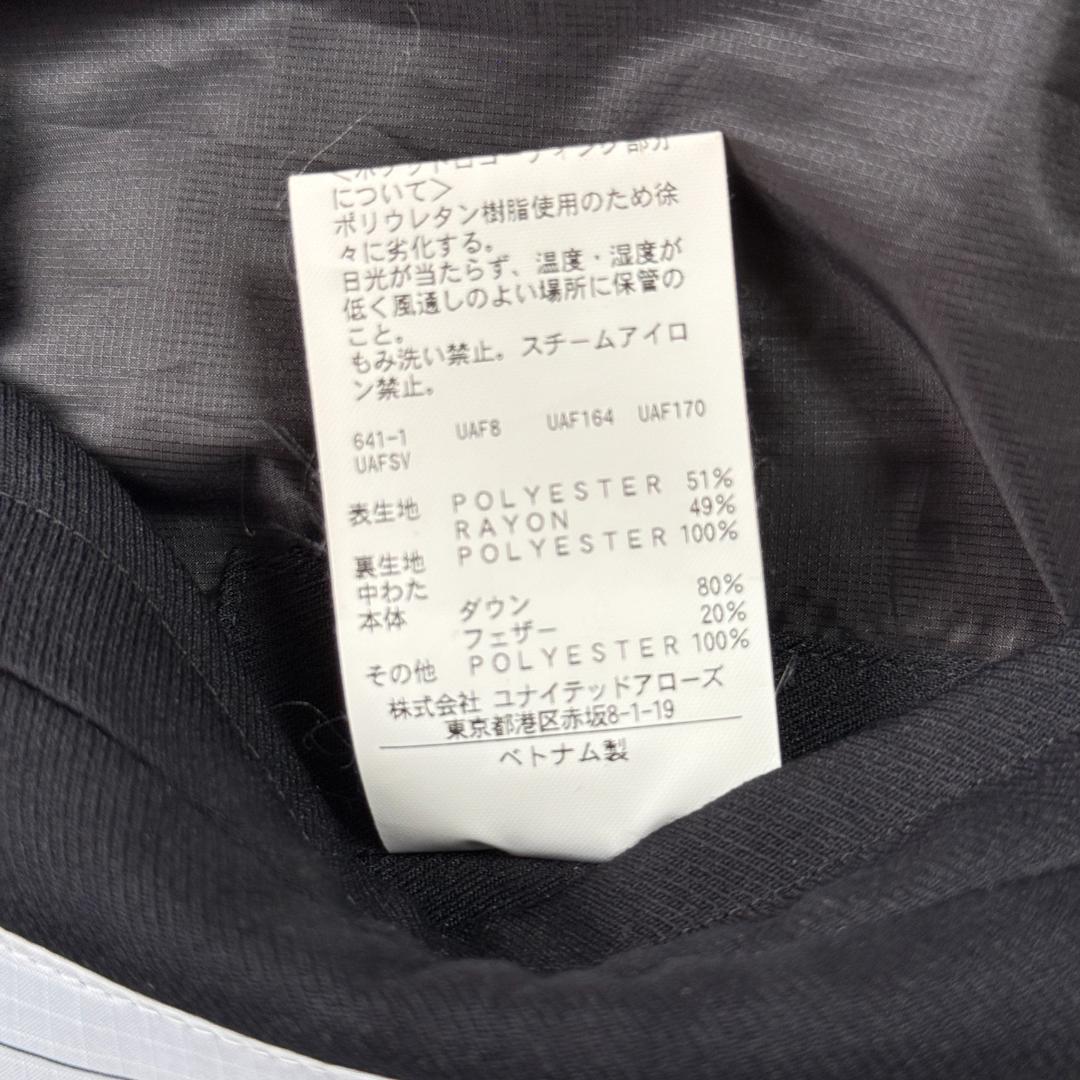 について＞
ポリウレタン樹脂使用のため徐
々に劣化する。
日光が当たらず、温度・湿度が
低く風通しのよい場所に保管の
こと。
もみ洗い禁止。スチームアイロ
ン禁止。
641-1 UAF8 UAF164 UAF170
UAFSV
表生地 POLYESTER 51%
RAYON 49%
裏生地 POLYESTER 100%
中わた
本体 ダウン 80%
フェザー 20%
その他 POLYESTER 100%
株式会社 ユナイテッドアローズ
東京都港区赤坂8-1-19
ベトナム製